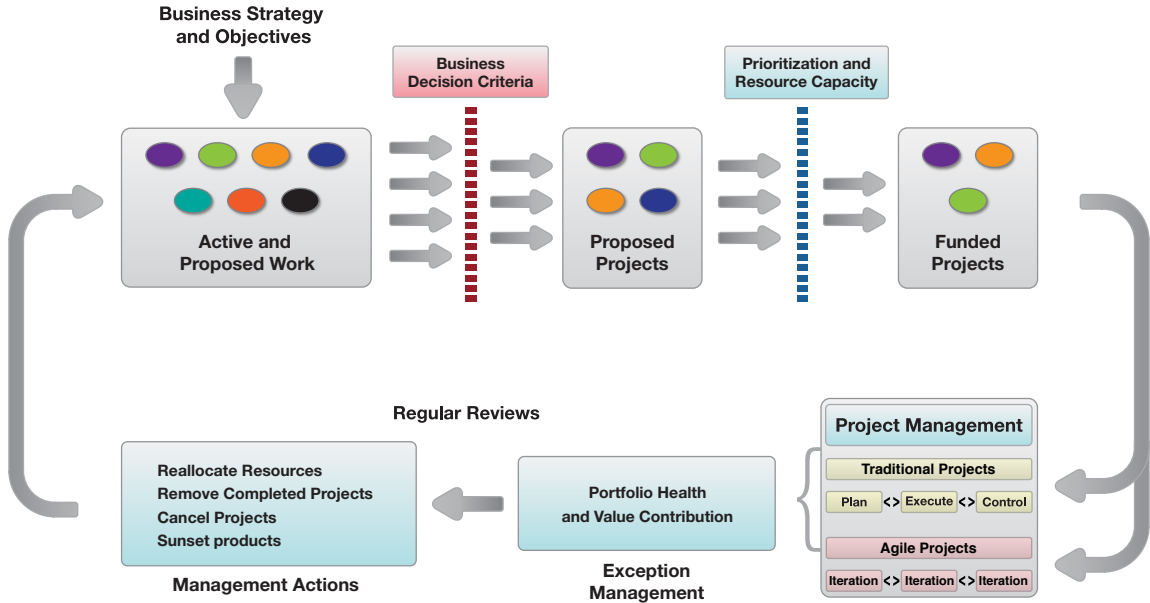 Business Strategy
and Objectives
Business
Decision Criteria
Prioritization and
Resource Capacity
Active and
Proposed Work
Proposed
Projects
Funded
Projects
Regular Reviews
Reallocate Resources
Remove Completed Projects
Cancel Projects
Sunset products
Management Actions
Portfolio Health
and Value Contribution
Exception
Management
Project Management
Traditional Projects
Plan <> Execute <> Control
Agile Projects
Iteration <> Iteration <> Iteration